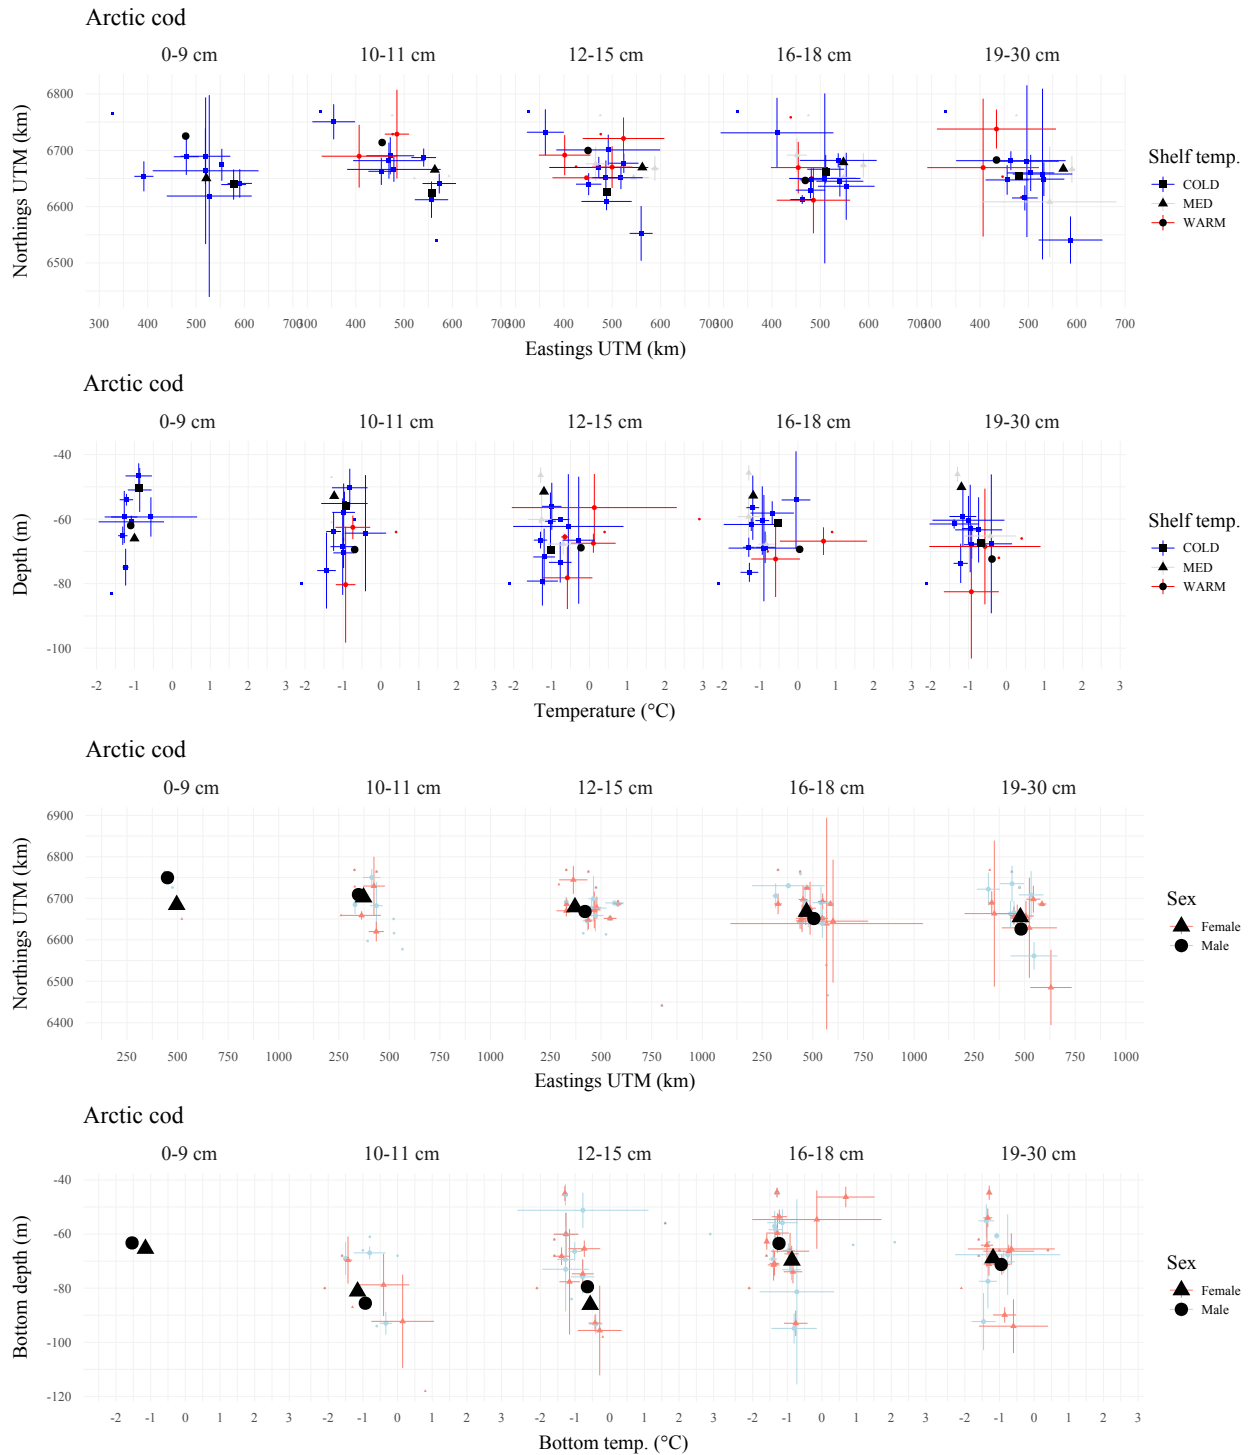 Arctic cod
0-9 cm 10-11 cm 12-15 cm 16-18 cm 19-30 cm
Northings UTM (km)
6800
6700
6600
6500
300 400 500 600 700 300 400 500 600 700 300 400 500 600 700 300 400 500 600 700 300 400 500 600 700
Eastings UTM (km)
Shelf temp.
COLD
MED
WARM
Arctic cod
0-9 cm 10-11 cm 12-15 cm 16-18 cm 19-30 cm
Depth (m)
-40
-60
-80
-100
-2 -1 0 1 2 3 -2 -1 0 1 2 3 -2 -1 0 1 2 3 -2 -1 0 1 2 3 -2 -1 0 1 2 3
Temperature (°C)
Shelf temp.
COLD
MED
WARM
Arctic cod
0-9 cm 10-11 cm 12-15 cm 16-18 cm 19-30 cm
Northings UTM (km)
6900
6800
6700
6600
6500
6400
250 500 750 1000 250 500 750 1000 250 500 750 1000 250 500 750 1000 250 500 750 1000
Eastings UTM (km)
Sex
Female
Male
Arctic cod
0-9 cm 10-11 cm 12-15 cm 16-18 cm 19-30 cm
Bottom depth (m)
-40
-60
-80
-100
-120
-2 -1 0 1 2 3 -2 -1 0 1 2 3 -2 -1 0 1 2 3 -2 -1 0 1 2 3 -2 -1 0 1 2 3
Bottom temp. (°C)
Sex
Female
Male